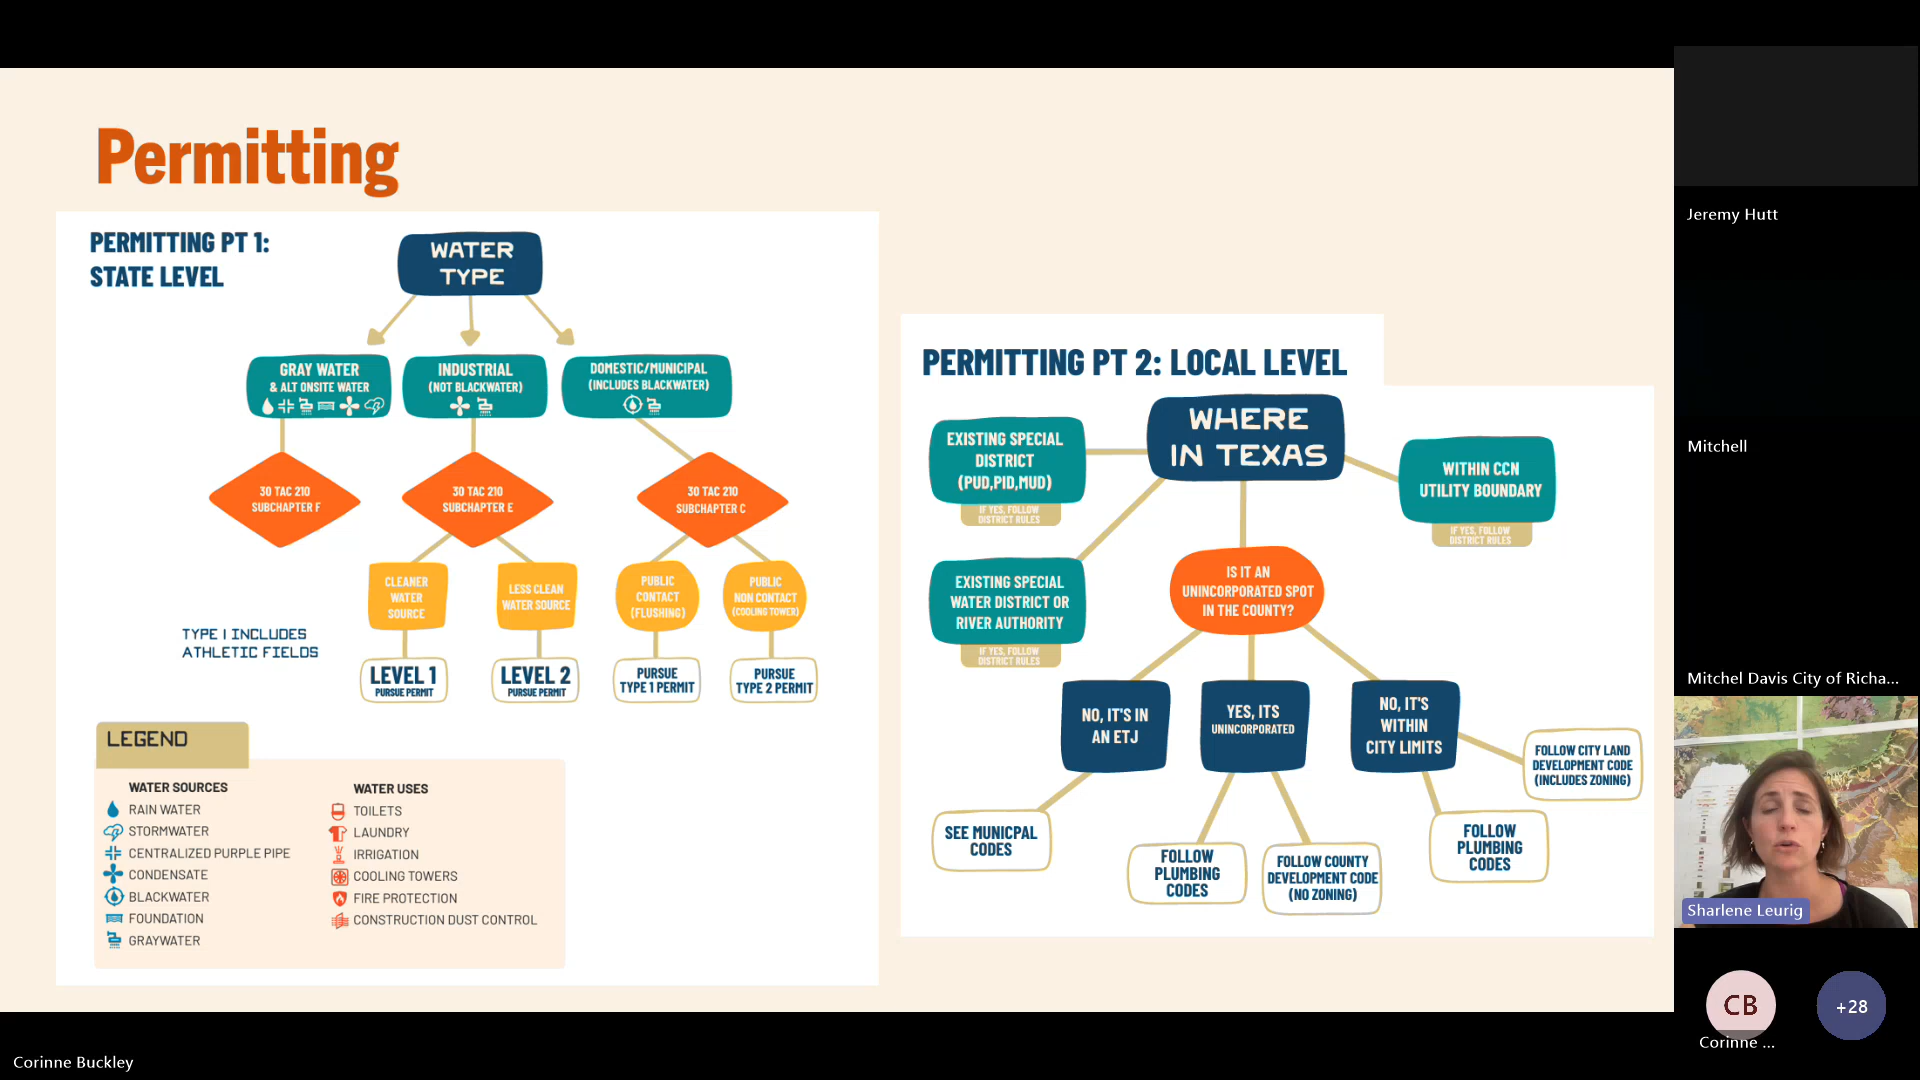 Permitting
PERMITTING PT 1:
STATE LEVEL
WATER
TYPE
GRAY WATER
& ALT ONSITE WATER
INDUSTRIAL
(NOT BLACKWATER)
DOMESTIC/MUNICIPAL
(INCLUDES BLACKWATER)
30 TAC 210
SUBCHAPTER F
30 TAC 210
SUBCHAPTER E
30 TAC 210
SUBCHAPTER C
CLEANER
WATER
SOURCE
LESS CLEAN
WATER SOURCE
PUBLIC
CONTACT
(FLUSHING)
PUBLIC
NON CONTACT
(COOLING TOWER)
TYPE I INCLUDES
ATHLETIC FIELDS
LEVEL 1
PURSUE PERMIT
LEVEL 2
PURSUE PERMIT
PURSUE
TYPE 1 PERMIT
PURSUE
TYPE 2 PERMIT
LEGEND
WATER SOURCES
RAIN WATER
STORMWATER
CENTRALIZED PURPLE PIPE
CONDENSATE
BLACKWATER
FOUNDATION
GRAYWATER
WATER USES
TOILETS
LAUNDRY
IRRIGATION
COOLING TOWERS
FIRE PROTECTION
CONSTRUCTION DUST CONTROL
PERMITTING PT 2: LOCAL LEVEL
WHERE
IN TEXAS
EXISTING SPECIAL
DISTRICT
(PUD,PID,MUD)
IF YES, FOLLOW
DISTRICT RULES
WITHIN CCN
UTILITY BOUNDARY
IF YES, FOLLOW
DISTRICT RULES
EXISTING SPECIAL
WATER DISTRICT OR
RIVER AUTHORITY
IF YES, FOLLOW
DISTRICT RULES
IS IT AN
UNINCORPORATED SPOT
IN THE COUNTY?
NO, IT'S IN
AN ETJ
YES, ITS
UNINCORPORATED
NO, IT'S
WITHIN
CITY LIMITS
FOLLOW CITY LAND
DEVELOPMENT CODE
(INCLUDES ZONING)
SEE MUNICPAL
CODES
FOLLOW
PLUMBING
CODES
FOLLOW COUNTY
DEVELOPMENT CODE
(NO ZONING)
FOLLOW
PLUMBING
CODES
Jeremy Hutt
Mitchell
Mitchel Davis City of Richa...
Sharlene Leurig
CB
+28
Corinne ...
Corinne Buckley